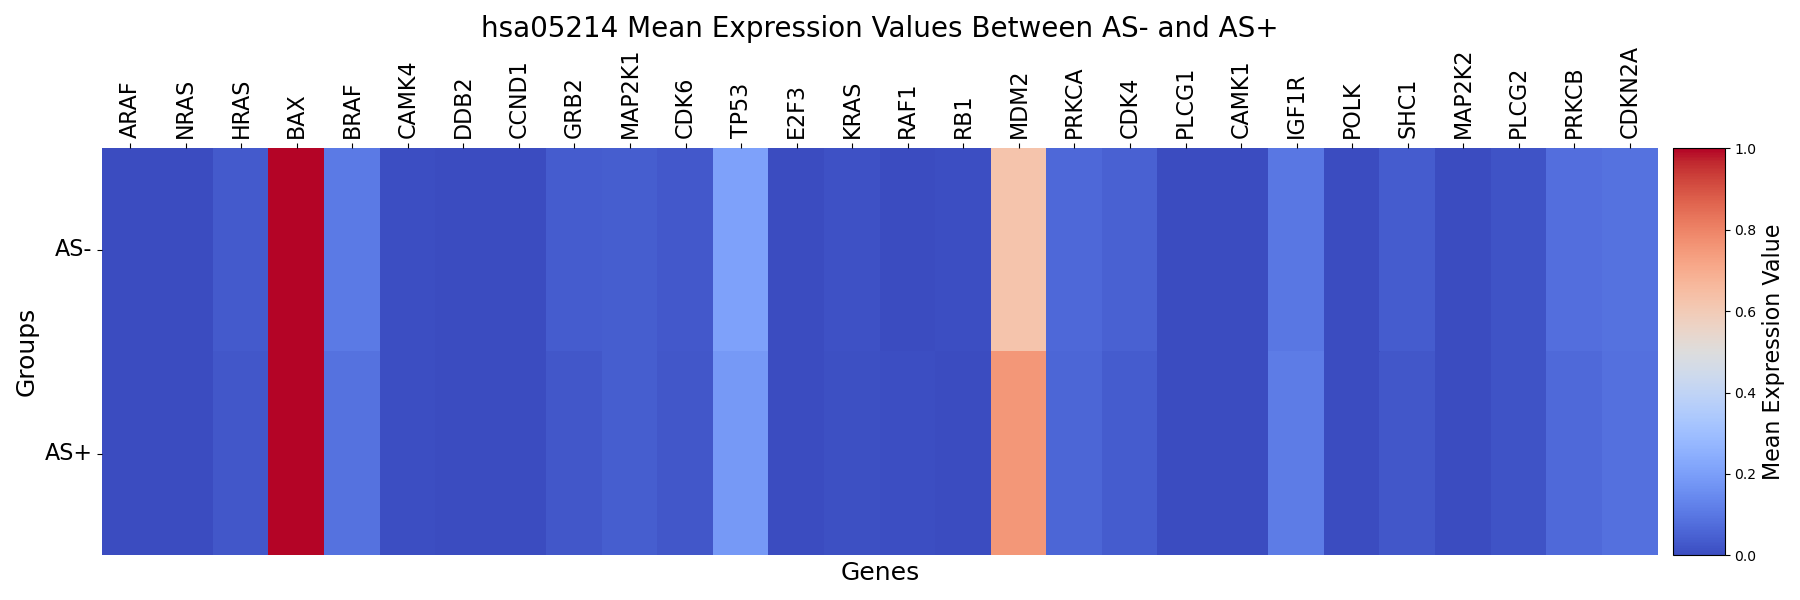 hsa05214 Mean Expression Values Between AS- and AS+
ARAF
NRAS
HRAS
BAX
BRAF
CAMK4
DDB2
CCND1
GRB2
MAP2K1
CDK6
TP53
E2F3
KRAS
RAF1
RB1
MDM2
PRKCA
CDK4
PLCG1
CAMK1
IGF1R
POLK
SHC1
MAP2K2
PLCG2
PRKCB
CDKN2A
Groups
AS-
AS+
Genes
1.0
0.8
0.6
0.4
0.2
0.0
Mean Expression Value